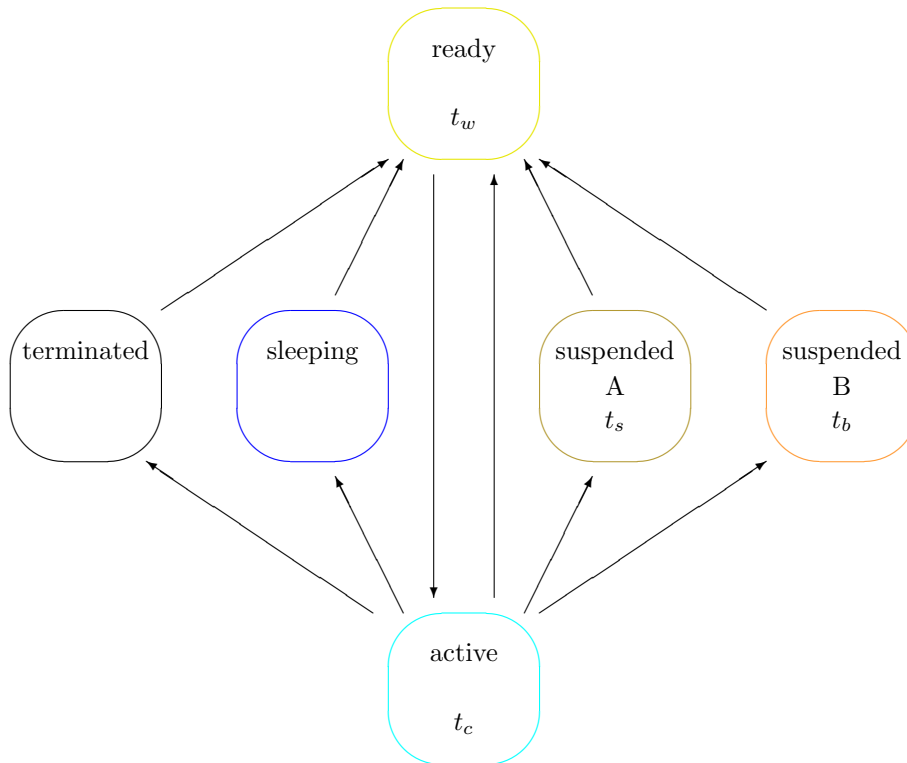 ready
t_w
terminated
sleeping
suspended
A
t_s
suspended
B
t_b
active
t_c